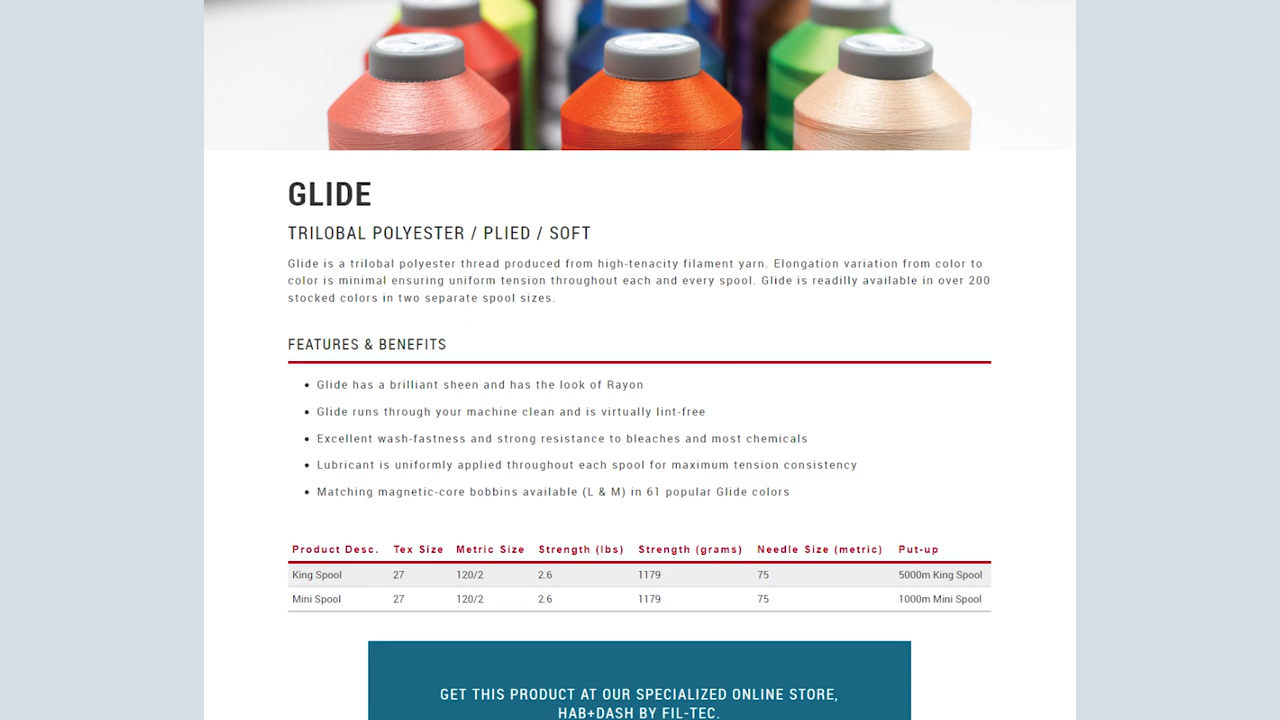 GLIDE
TRILOBAL POLYESTER / PLIED / SOFT
Glide is a trilobal polyester thread produced from high-tenacity filament yarn. Elongation variation from color to
color is minimal ensuring uniform tension throughout each and every spool. Glide is readilly available in over 200
stocked colors in two separate spool sizes.
FEATURES & BENEFITS
• Glide has a brilliant sheen and has the look of Rayon
• Glide runs through your machine clean and is virtually lint-free
• Excellent wash-fastness and strong resistance to bleaches and most chemicals
• Lubricant is uniformly applied throughout each spool for maximum tension consistency
• Matching magnetic-core bobbins available (L & M) in 61 popular Glide colors
Product Desc. Tex Size Metric Size Strength (lbs) Strength (grams) Needle Size (metric) Put-up
King Spool 27 120/2 2.6 1179 75 5000m King Spool
Mini Spool 27 120/2 2.6 1179 75 1000m Mini Spool
GET THIS PRODUCT AT OUR SPECIALIZED ONLINE STORE,
HAB+DASH BY FIL-TEC.